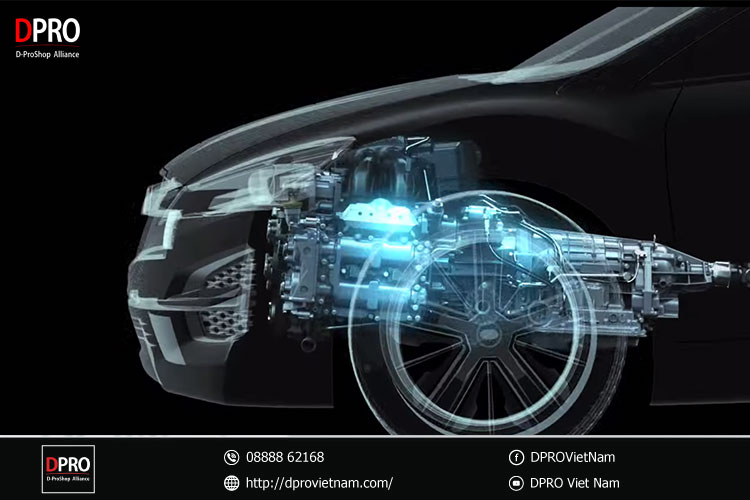 DPRO
D-ProShop Alliance
DPRO
D-ProShop Alliance
08888 62168
http://dprovietnam.com/
DPROVietNam
DPRO Viet Nam